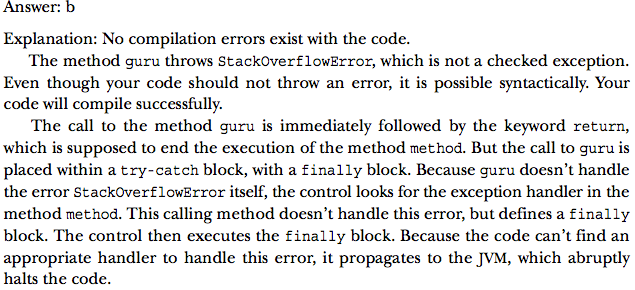 Answer: b
Explanation: No compilation errors exist with the code.
The method guru throws StackOverflowError, which is not a checked exception.
Even though your code should not throw an error, it is possible syntactically. Your
code will compile successfully.
The call to the method guru is immediately followed by the keyword return,
which is supposed to end the execution of the method method. But the call to guru is
placed within a try-catch block, with a finally block. Because guru doesn’t handle
the error StackOverflowError itself, the control looks for the exception handler in the
method method. This calling method doesn’t handle this error, but defines a finally
block. The control then executes the finally block. Because the code can’t find an
appropriate handler to handle this error, it propagates to the JVM, which abruptly
halts the code.